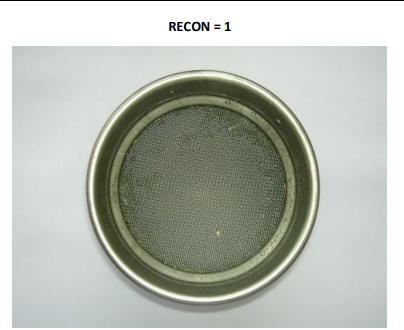 RECON = 1